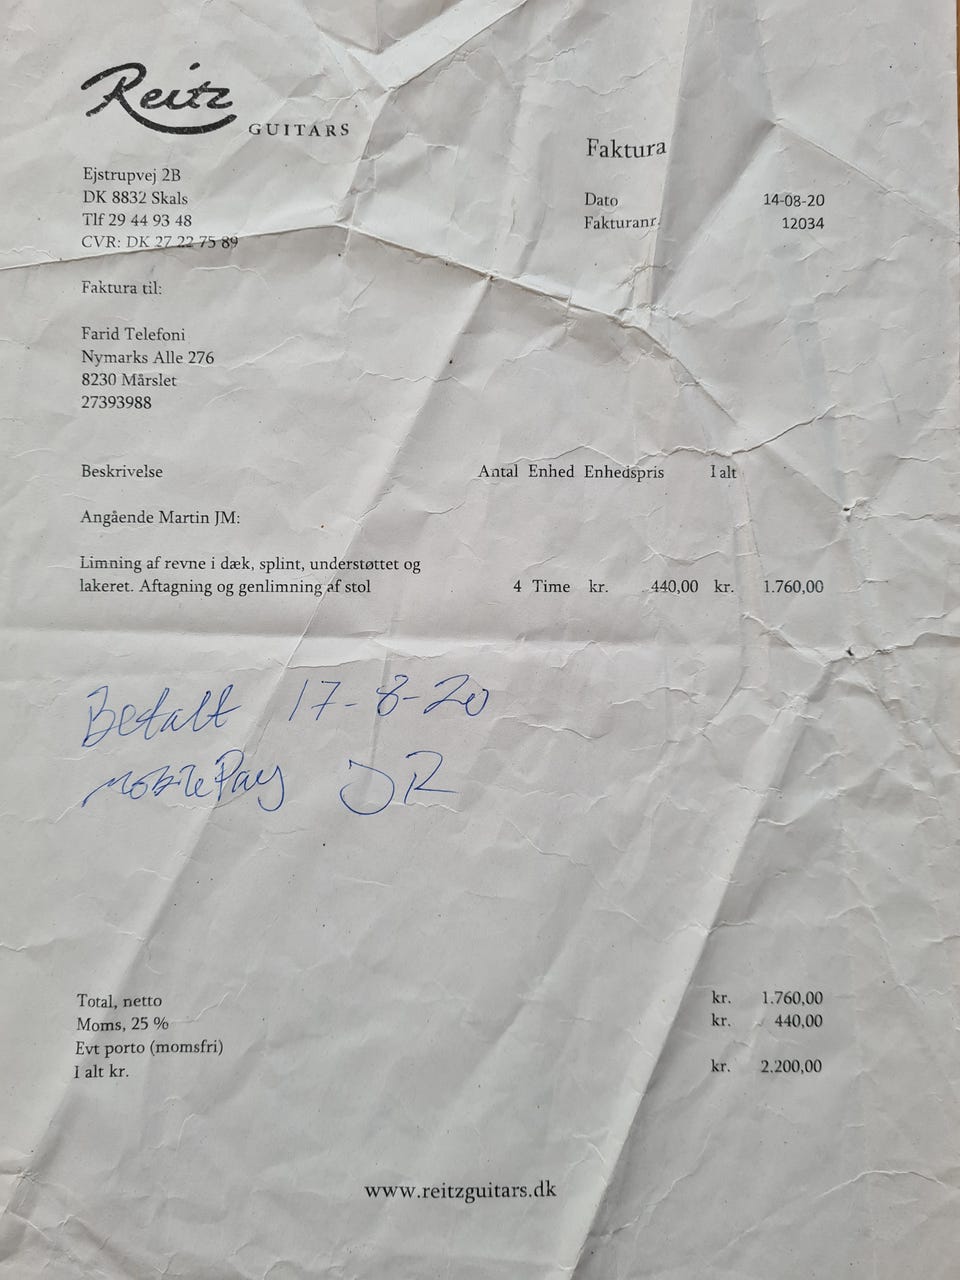 Reitz
GUITARS
Ejstrupvej 2B
DK 8832 Skals
Tlf 29 44 93 48
CVR: DK 27 22 75 89
Faktura
Dato 14-08-20
Fakturanr. 12034
Faktura til:
Farid Telefoni
Nymarks Alle 276
8230 Mårslet
27393988
Beskrivelse Antal Enhed Enhedspris I alt
Angående Martin JM:
Limning af revne i dæk, splint, understøttet og
lakeret. Aftagning og genlimning af stol 4 Time kr. 440,00 kr. 1.760,00
Betalt 17-8-20
MobilePay JR
Total, netto kr. 1.760,00
Moms, 25 % kr. 440,00
Evt porto (momsfri)
I alt kr. kr. 2.200,00
www.reitzguitars.dk